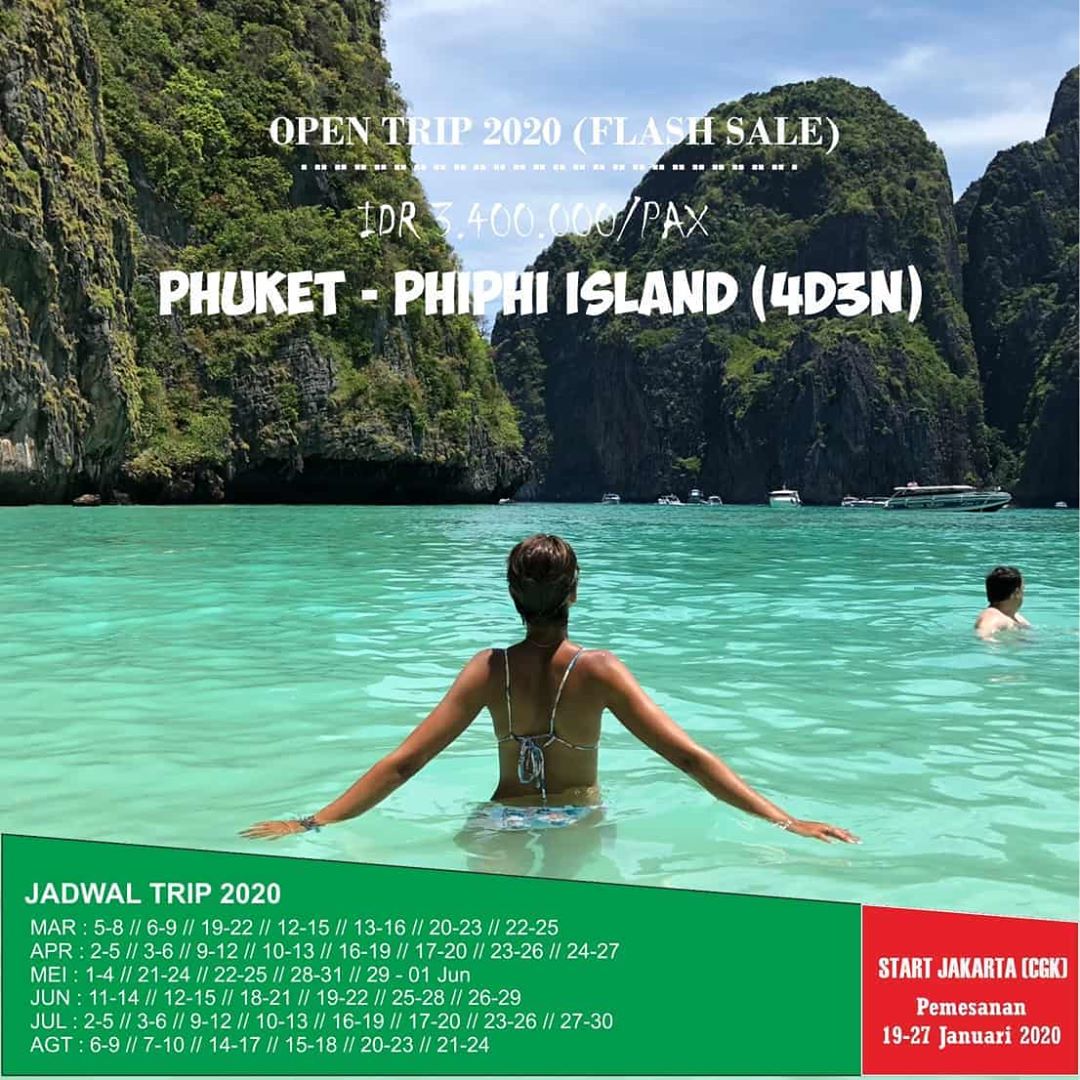 OPEN TRIP 2020 (FLASH SALE)
IDR 3.400.000/PAX
PHUKET - PHIPHI ISLAND (4D3N)
JADWAL TRIP 2020
MAR : 5-8 // 6-9 // 19-22 // 12-15 // 13-16 // 20-23 // 22-25
APR : 2-5 // 3-6 // 9-12 // 10-13 // 16-19 // 17-20 // 23-26 // 24-27
MEI : 1-4 // 21-24 // 22-25 // 28-31 // 29 - 01 Jun
JUN : 11-14 // 12-15 // 18-21 // 19-22 // 25-28 // 26-29
JUL : 2-5 // 3-6 // 9-12 // 10-13 // 16-19 // 17-20 // 23-26 // 27-30
AGT : 6-9 // 7-10 // 14-17 // 15-18 // 20-23 // 21-24
START JAKARTA (CGK)
Pemesanan
19-27 Januari 2020